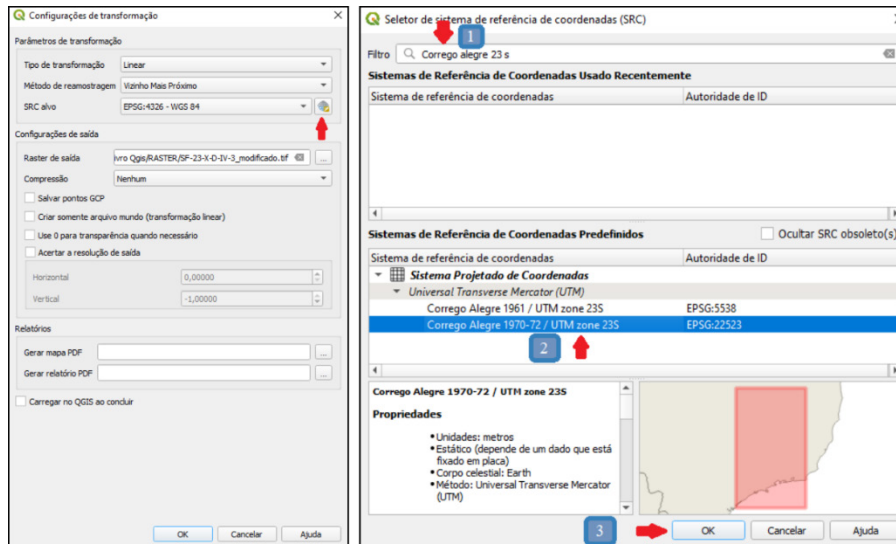 Configurações de transformação
Parâmetros de transformação
Tipo de transformação Linear
Método de reamostragem Vizinho Mais Próximo
SRC alvo EPSG:4326 - WGS 84
Configurações de saída
Raster de saída ivro Qgis/RASTER/SF-23-X-D-IV-3_modificado.tif ...
Compressão Nenhum
Salvar pontos GCP
Criar somente arquivo mundo (transformação linear)
Use 0 para transparência quando necessário
Acertar a resolução de saída
Horizontal 0,00000
Vertical -1,00000
Relatórios
Gerar mapa PDF ...
Gerar relatório PDF ...
Carregar no QGIS ao concluir
OK Cancelar Ajuda
Seletor de sistema de referência de coordenadas (SRC)
1
Filtro Corrego alegre 23 s
Sistemas de Referência de Coordenadas Usado Recentemente
Sistema de referência de coordenadas Autoridade de ID
Sistemas de Referência de Coordenadas Predefinidos Ocultar SRC obsoleto(s)
Sistema de referência de coordenadas Autoridade de ID
Sistema Projetado de Coordenadas
Universal Transverse Mercator (UTM)
Corrego Alegre 1961 / UTM zone 23S EPSG:5538
Corrego Alegre 1970-72 / UTM zone 23S EPSG:22523
2
Corrego Alegre 1970-72 / UTM zone 23S
Propriedades
•Unidades: metros
•Estático (depende de um dado que está
fixado em placa)
•Corpo celestial: Earth
•Método: Universal Transverse Mercator
(UTM)
3
OK Cancelar Ajuda